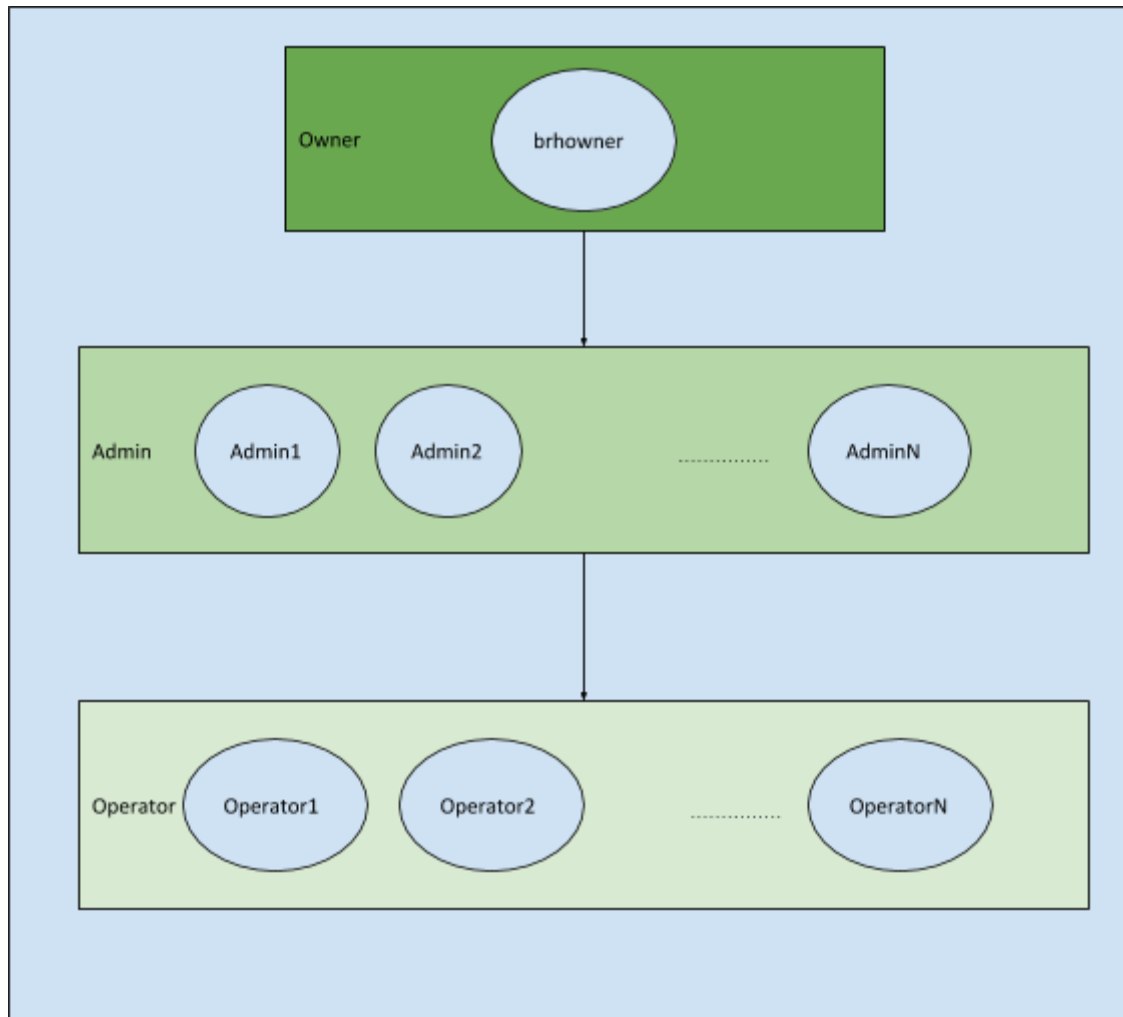 Owner
brhowner
Admin
Admin1
Admin2
..............
AdminN
Operator
Operator1
Operator2
..............
OperatorN